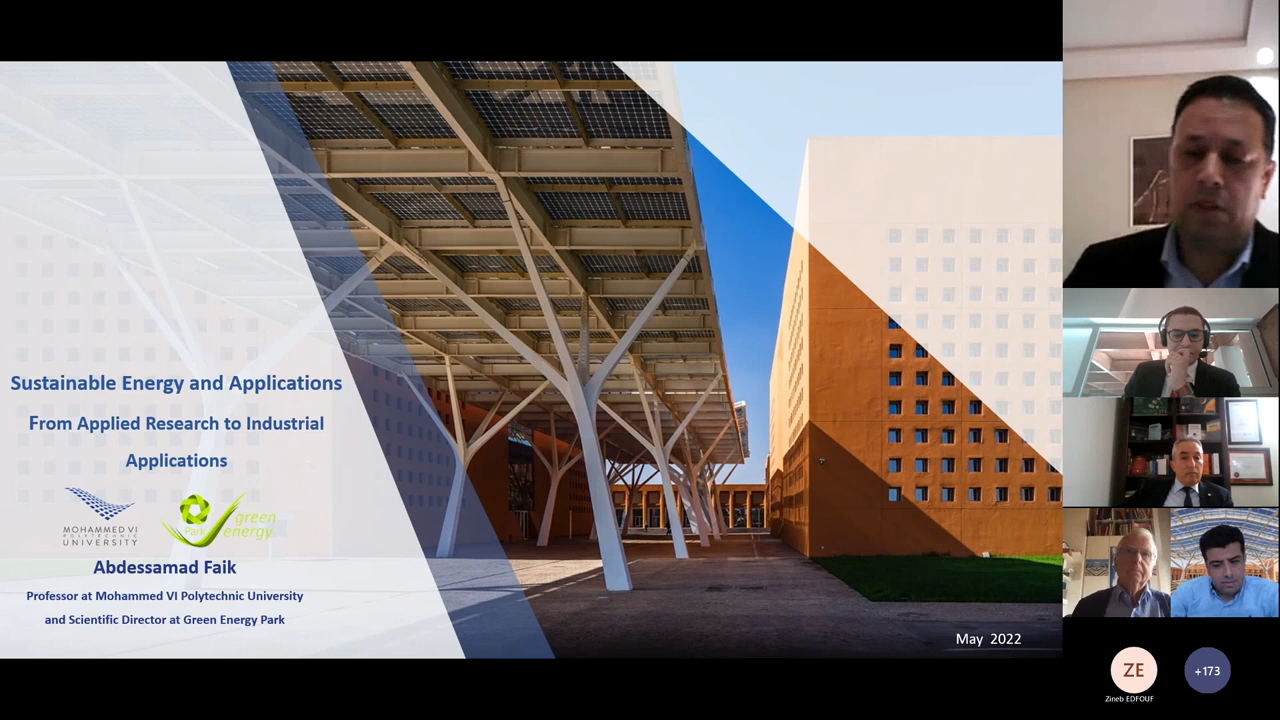 Sustainable Energy and Applications
From Applied Research to Industrial
Applications
MOHAMMED VI
POLYTECHNIC
UNIVERSITY
Park
green
energy
Abdessamad Faik
Professor at Mohammed VI Polytechnic University
and Scientific Director at Green Energy Park
May 2022
ZE
+173
Zineb EDFOUF